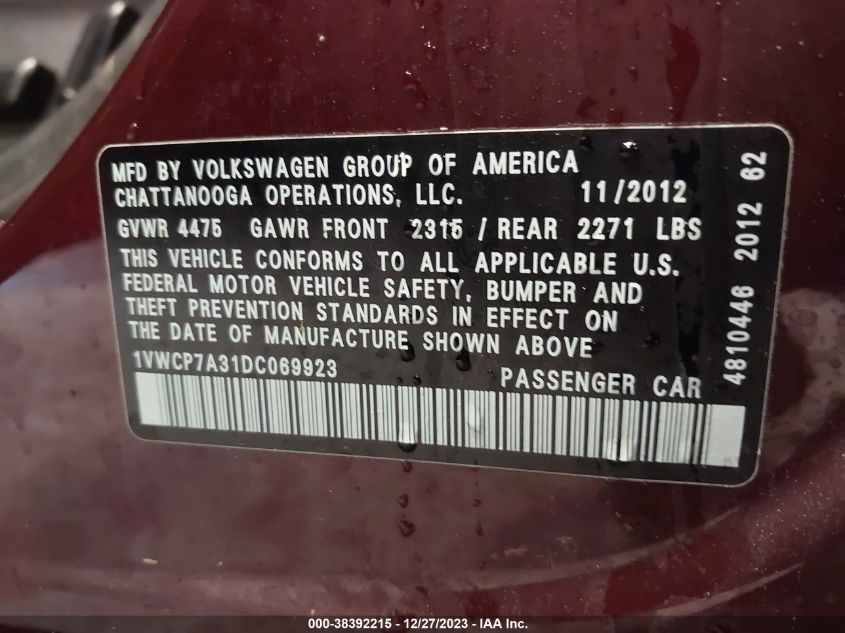 MFD BY VOLKSWAGEN GROUP OF AMERICA
CHATTANOOGA OPERATIONS, LLC. 11/2012
GVWR 4475 GAWR FRONT 2315 / REAR 2271 LBS
THIS VEHICLE CONFORMS TO ALL APPLICABLE U.S.
FEDERAL MOTOR VEHICLE SAFETY, BUMPER AND
THEFT PREVENTION STANDARDS IN EFFECT ON
THE DATE OF MANUFACTURE SHOWN ABOVE
1VWCP7A31DC069923 PASSENGER CAR
4810446 2012 62
000-38392215 - 12/27/2023 - IAA Inc.